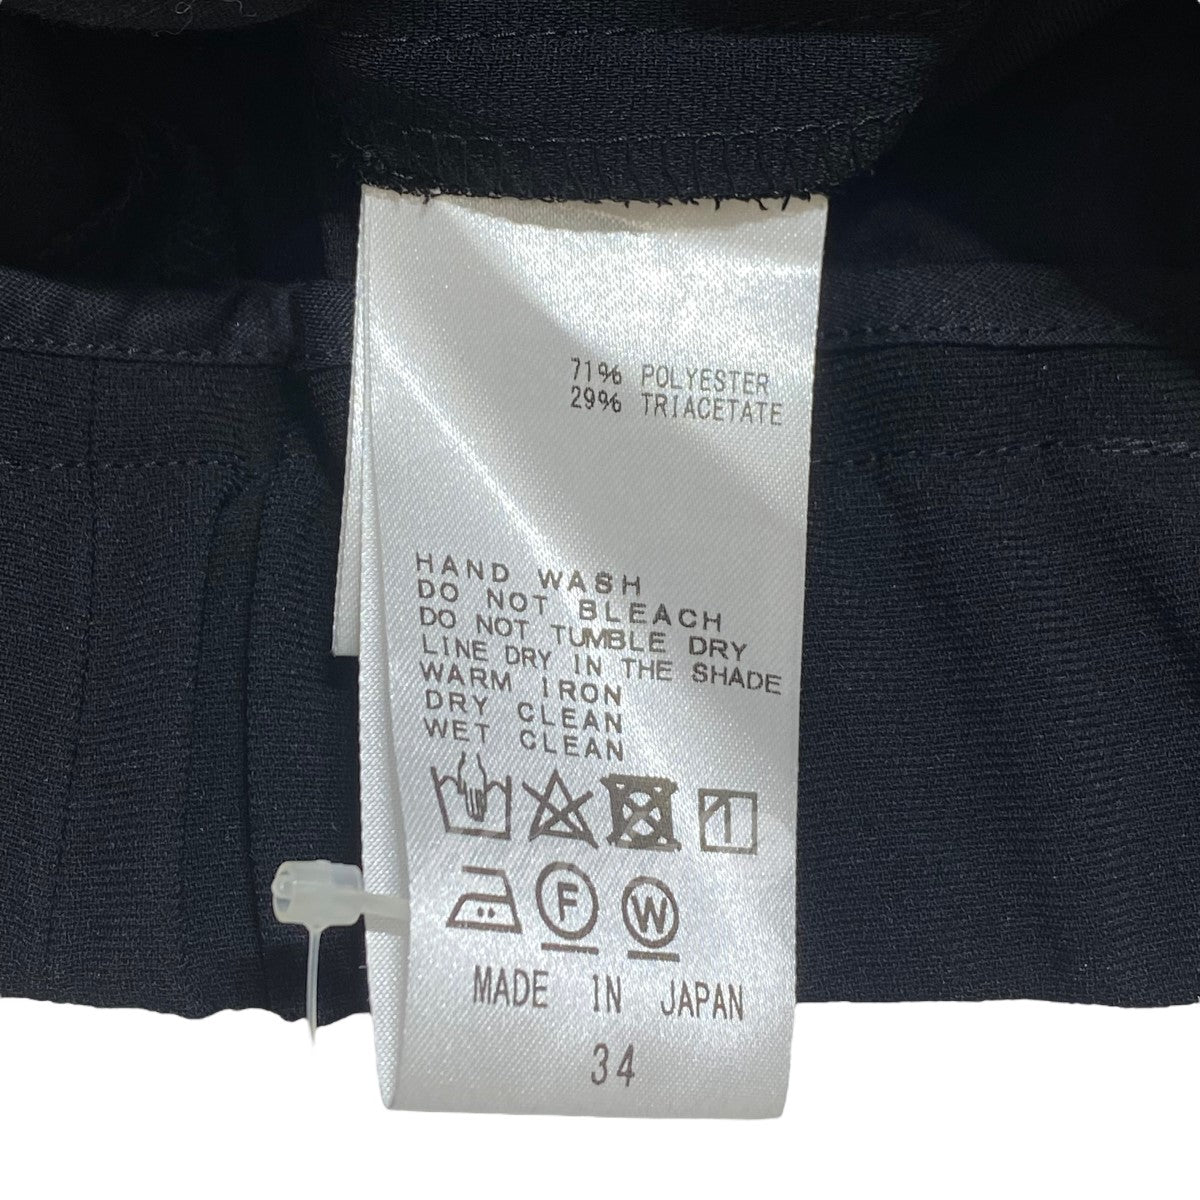 71% POLYESTER
29% TRIACETATE
HAND WASH
DO NOT BLEACH
DO NOT TUMBLE DRY
LINE DRY IN THE SHADE
WARM IRON
DRY CLEAN
WET CLEAN
F W
MADE IN JAPAN
34